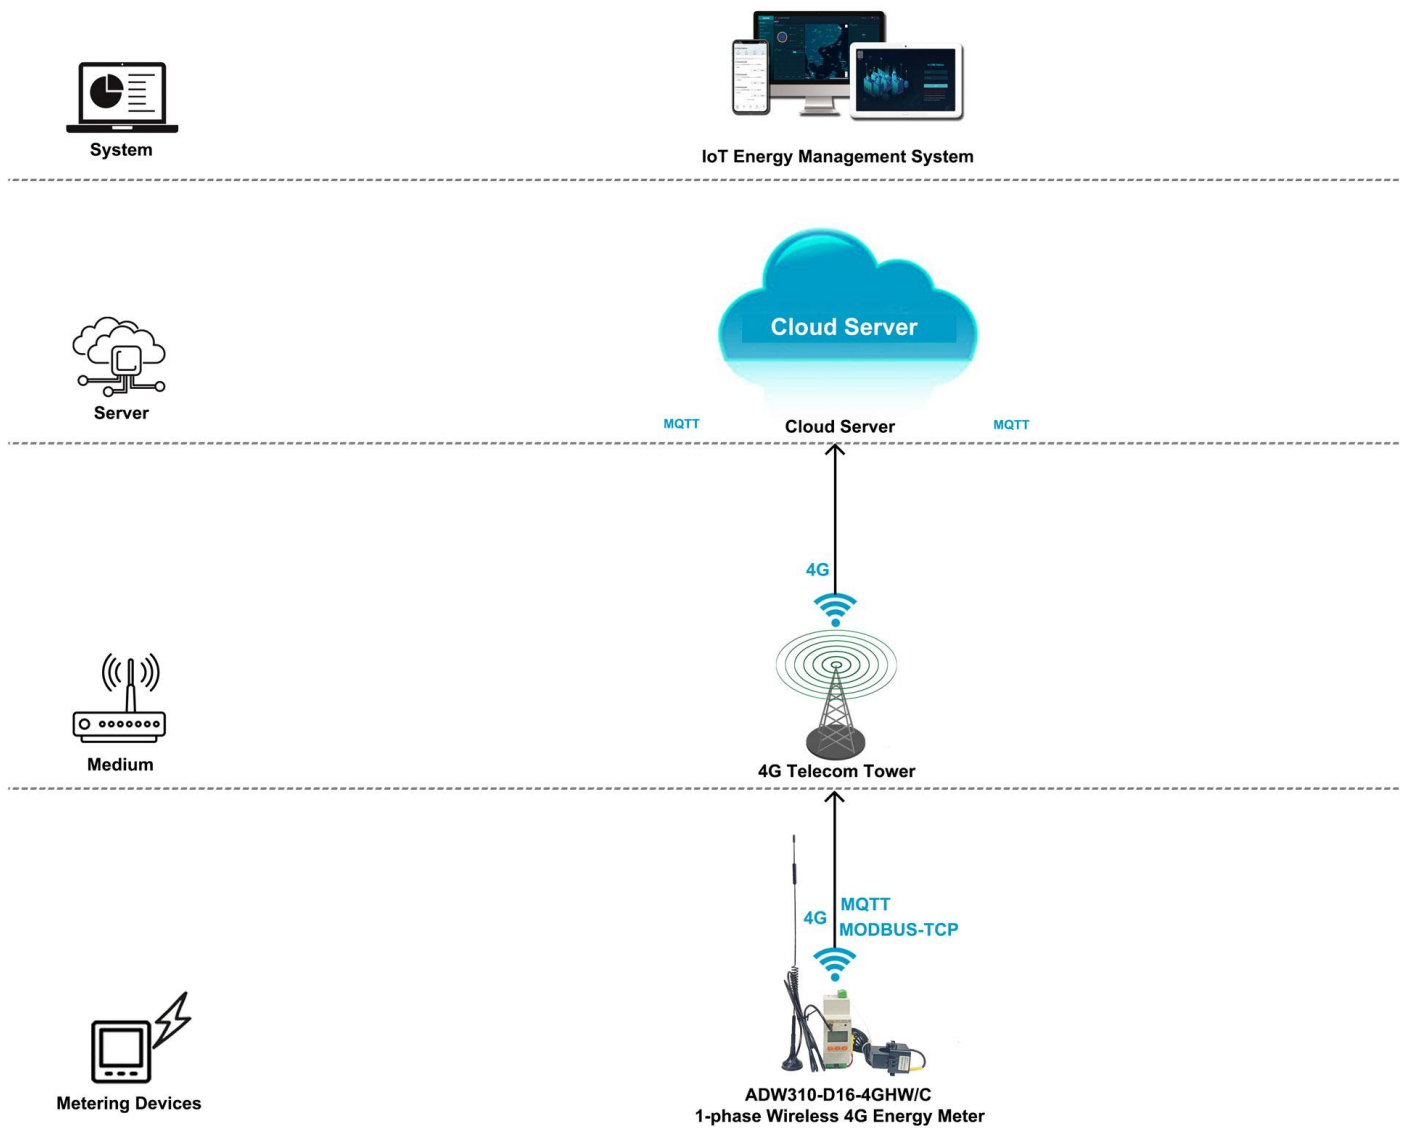 System
IoT Energy Management System
Cloud Server
Server
MQTT
Cloud Server
MQTT
4G
Medium
4G Telecom Tower
4G
MQTT
MODBUS-TCP
Metering Devices
ADW310-D16-4GHW/C
1-phase Wireless 4G Energy Meter